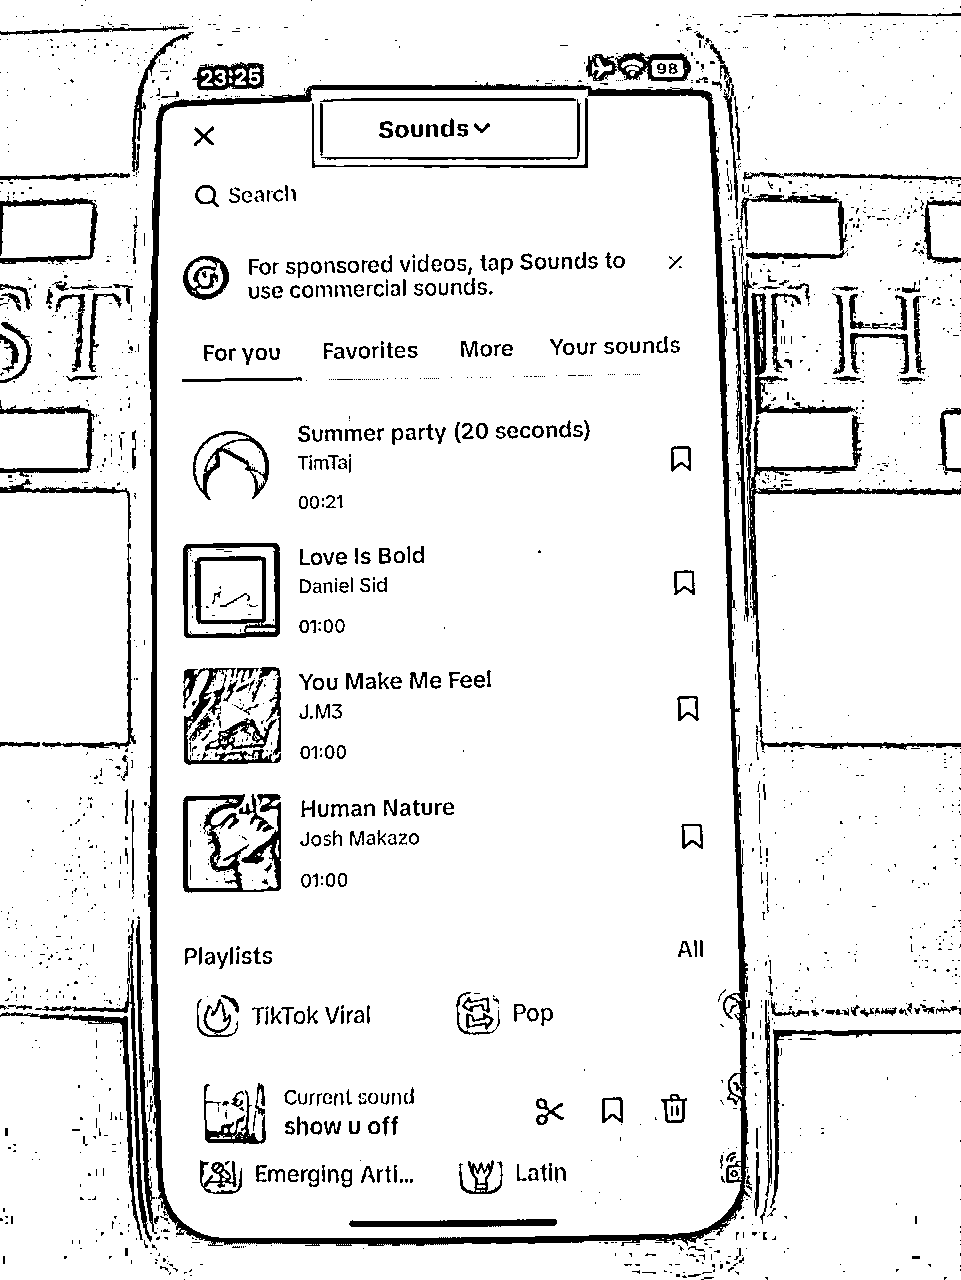 23:25
98
Sounds
Search
For sponsored videos, tap Sounds to
use commercial sounds.
For you Favorites More Your sounds
Summer party (20 seconds)
TimTaj
00:21
Love Is Bold
Daniel Sid
01:00
You Make Me Feel
J.M3
01:00
Human Nature
Josh Makazo
01:00
Playlists All
TikTok Viral Pop
Current sound
show u off
Emerging Arti... Latin
ST
TH